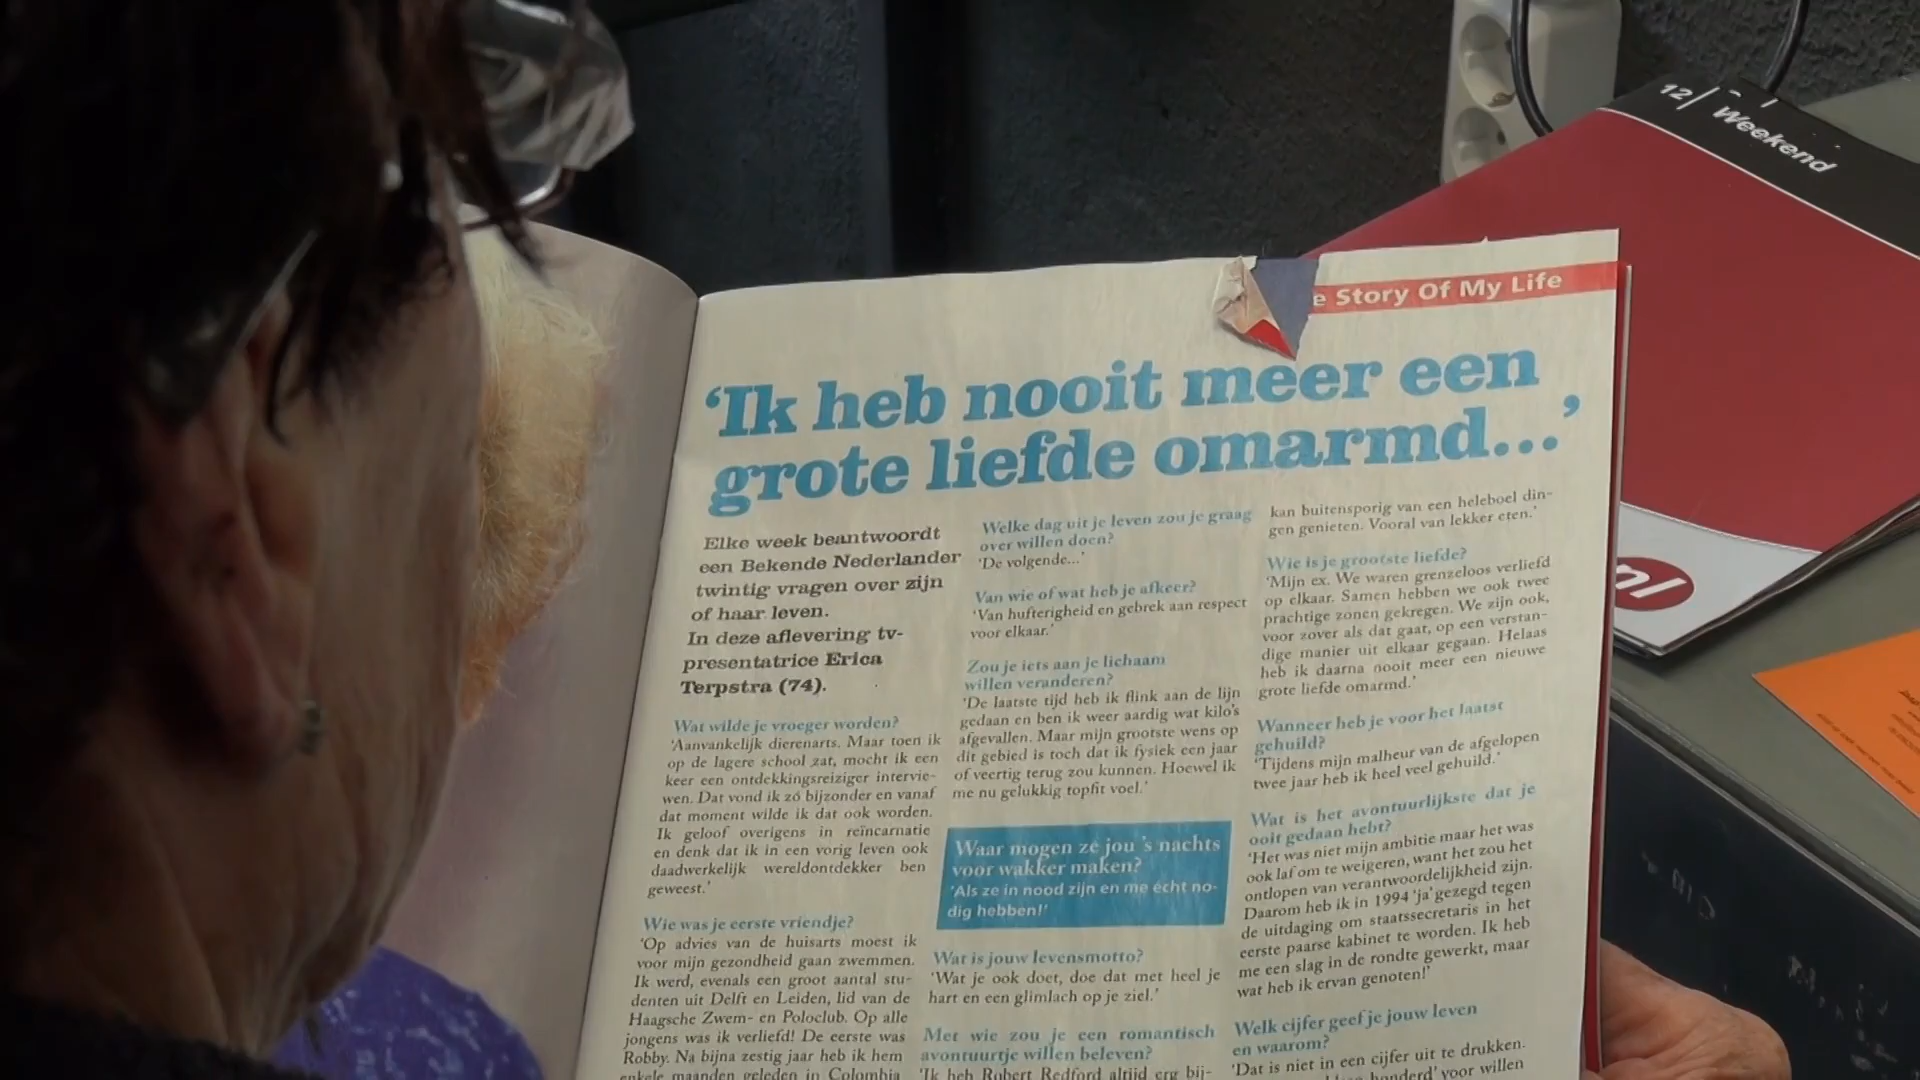 12 | Weekend
e Story Of My Life
‘Ik heb nooit meer een
grote liefde omarmd...’
Elke week beantwoordt
een Bekende Nederlander
twintig vragen over zijn
of haar leven.
In deze aflevering tv-
presentatrice Erica
Terpstra (74).
Wat wilde je vroeger worden?
‘Aanvankelijk dierenarts. Maar toen ik
op de lagere school zat, mocht ik een
keer een ontdekkingsreiziger intervie-
wen. Dat vond ik zó bijzonder en vanaf
dat moment wilde ik dat ook worden.
Ik geloof overigens in reïncarnatie
en denk dat ik in een vorig leven ook
daadwerkelijk wereldontdekker ben
geweest.’
Wie was je eerste vriendje?
‘Op advies van de huisarts moest ik
voor mijn gezondheid gaan zwemmen.
Ik werd, evenals een groot aantal stu-
denten uit Delft en Leiden, lid van de
Haagsche Zwem- en Poloclub. Op alle
jongens was ik verliefd! De eerste was
Robby. Na bijna zestig jaar heb ik hem
enkele maanden geleden in Colombia
Welke dag uit je leven zou je graag
over willen doen?
‘De volgende...’
Van wie of wat heb je afkeer?
‘Van hufterigheid en gebrek aan respect
voor elkaar.’
Zou je iets aan je lichaam
willen veranderen?
‘De laatste tijd heb ik flink aan de lijn
gedaan en ben ik weer aardig wat kilo’s
afgevallen. Maar mijn grootste wens op
dit gebied is toch dat ik fysiek een jaar
of veertig terug zou kunnen. Hoewel ik
me nu gelukkig topfit voel.’
Waar mogen ze jou ’s nachts
voor wakker maken?
‘Als ze in nood zijn en me écht no-
dig hebben!’
Wat is jouw levensmotto?
‘Wat je ook doet, doe dat met heel je
hart en een glimlach op je ziel.’
Met wie zou je een romantisch
avontuurtje willen beleven?
‘Ik heb Robert Redford altijd erg bij-
kan buitensporig van een heleboel din-
gen genieten. Vooral van lekker eten.’
Wie is je grootste liefde?
‘Mijn ex. We waren grenzeloos verliefd
op elkaar. Samen hebben we ook twee
prachtige zonen gekregen. We zijn ook,
voor zover als dat gaat, op een verstan-
dige manier uit elkaar gegaan. Helaas
heb ik daarna nooit meer een nieuwe
grote liefde omarmd.’
Wanneer heb je voor het laatst
gehuild?
‘Tijdens mijn malheur van de afgelopen
twee jaar heb ik heel veel gehuild.’
Wat is het avontuurlijkste dat je
ooit gedaan hebt?
‘Het was niet mijn ambitie maar het was
ook laf om te weigeren, want het zou het
ontlopen van verantwoordelijkheid zijn.
Daarom heb ik in 1994 ‘ja’ gezegd tegen
de uitdaging om staatssecretaris in het
eerste paarse kabinet te worden. Ik heb
me een slag in de rondte gewerkt, maar
wat heb ik ervan genoten!’
Welk cijfer geef je jouw leven
en waarom?
‘Dat is niet in een cijfer uit te drukken.
honderd’ voor willen
nl